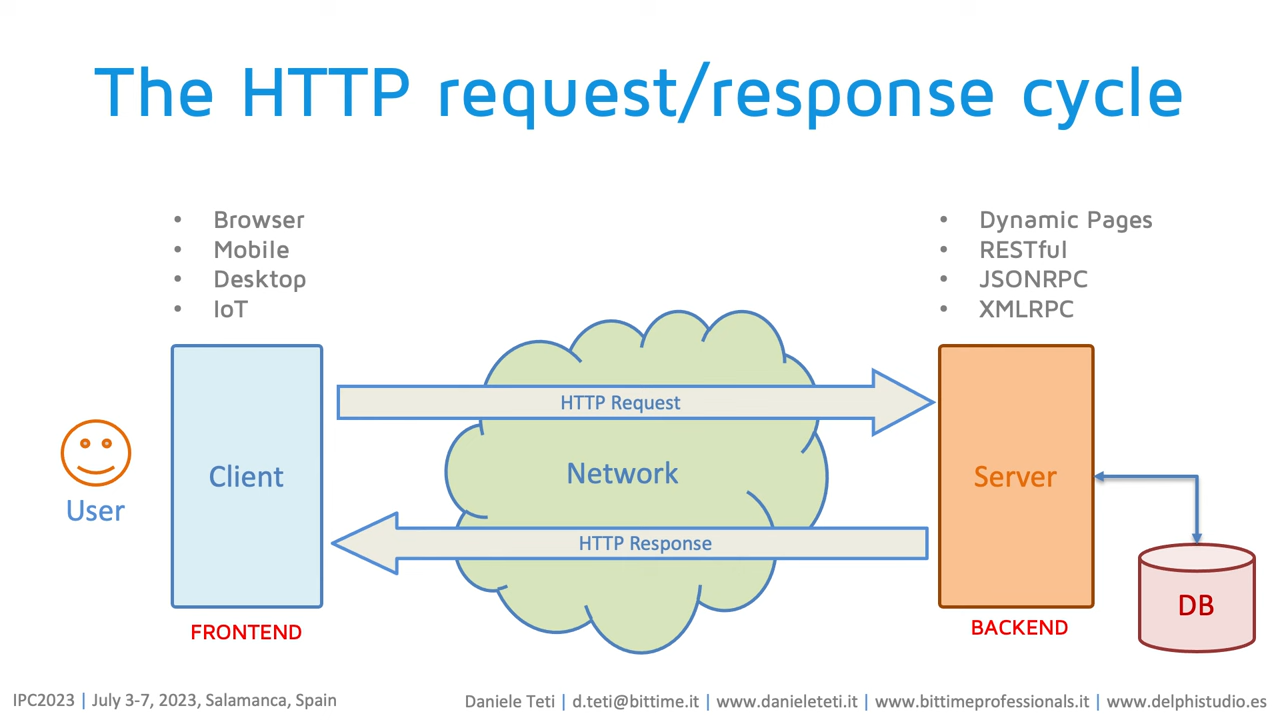 The HTTP request/response cycle
• Browser
• Mobile
• Desktop
• IoT
• Dynamic Pages
• RESTful
• JSONRPC
• XMLRPC
HTTP Request
User
Client
Network
Server
HTTP Response
DB
FRONTEND
BACKEND
IPC2023 | July 3-7, 2023, Salamanca, Spain
Daniele Teti | d.teti@bittime.it | www.danieleteti.it | www.bittimeprofessionals.it | www.delphistudio.es